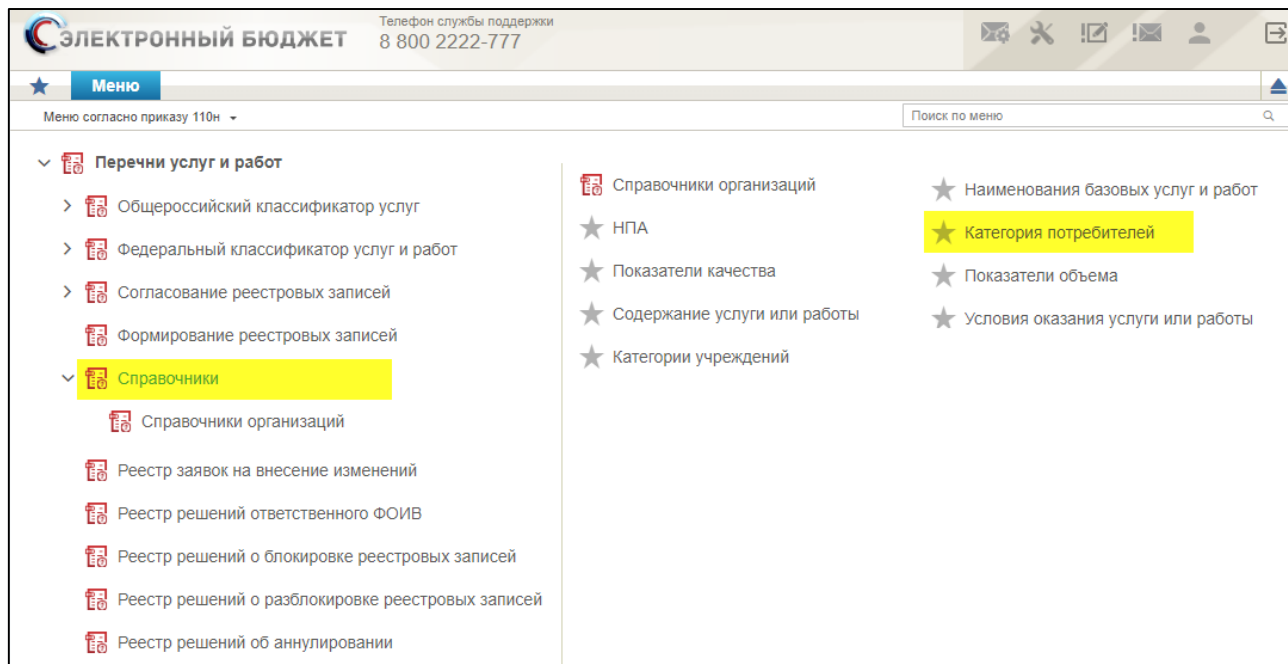 Телефон службы поддержки
ЭЛЕКТРОННЫЙ БЮДЖЕТ
8 800 2222-777
Меню
Меню согласно приказу 110н
Поиск по меню
Перечни услуг и работ
Общероссийский классификатор услуг
Федеральный классификатор услуг и работ
Согласование реестровых записей
Формирование реестровых записей
Справочники
Справочники организаций
Реестр заявок на внесение изменений
Реестр решений ответственного ФОИВ
Реестр решений о блокировке реестровых записей
Реестр решений о разблокировке реестровых записей
Реестр решений об аннулировании
Справочники организаций
НПА
Показатели качества
Содержание услуги или работы
Категории учреждений
Наименования базовых услуг и работ
Категория потребителей
Показатели объема
Условия оказания услуги или работы